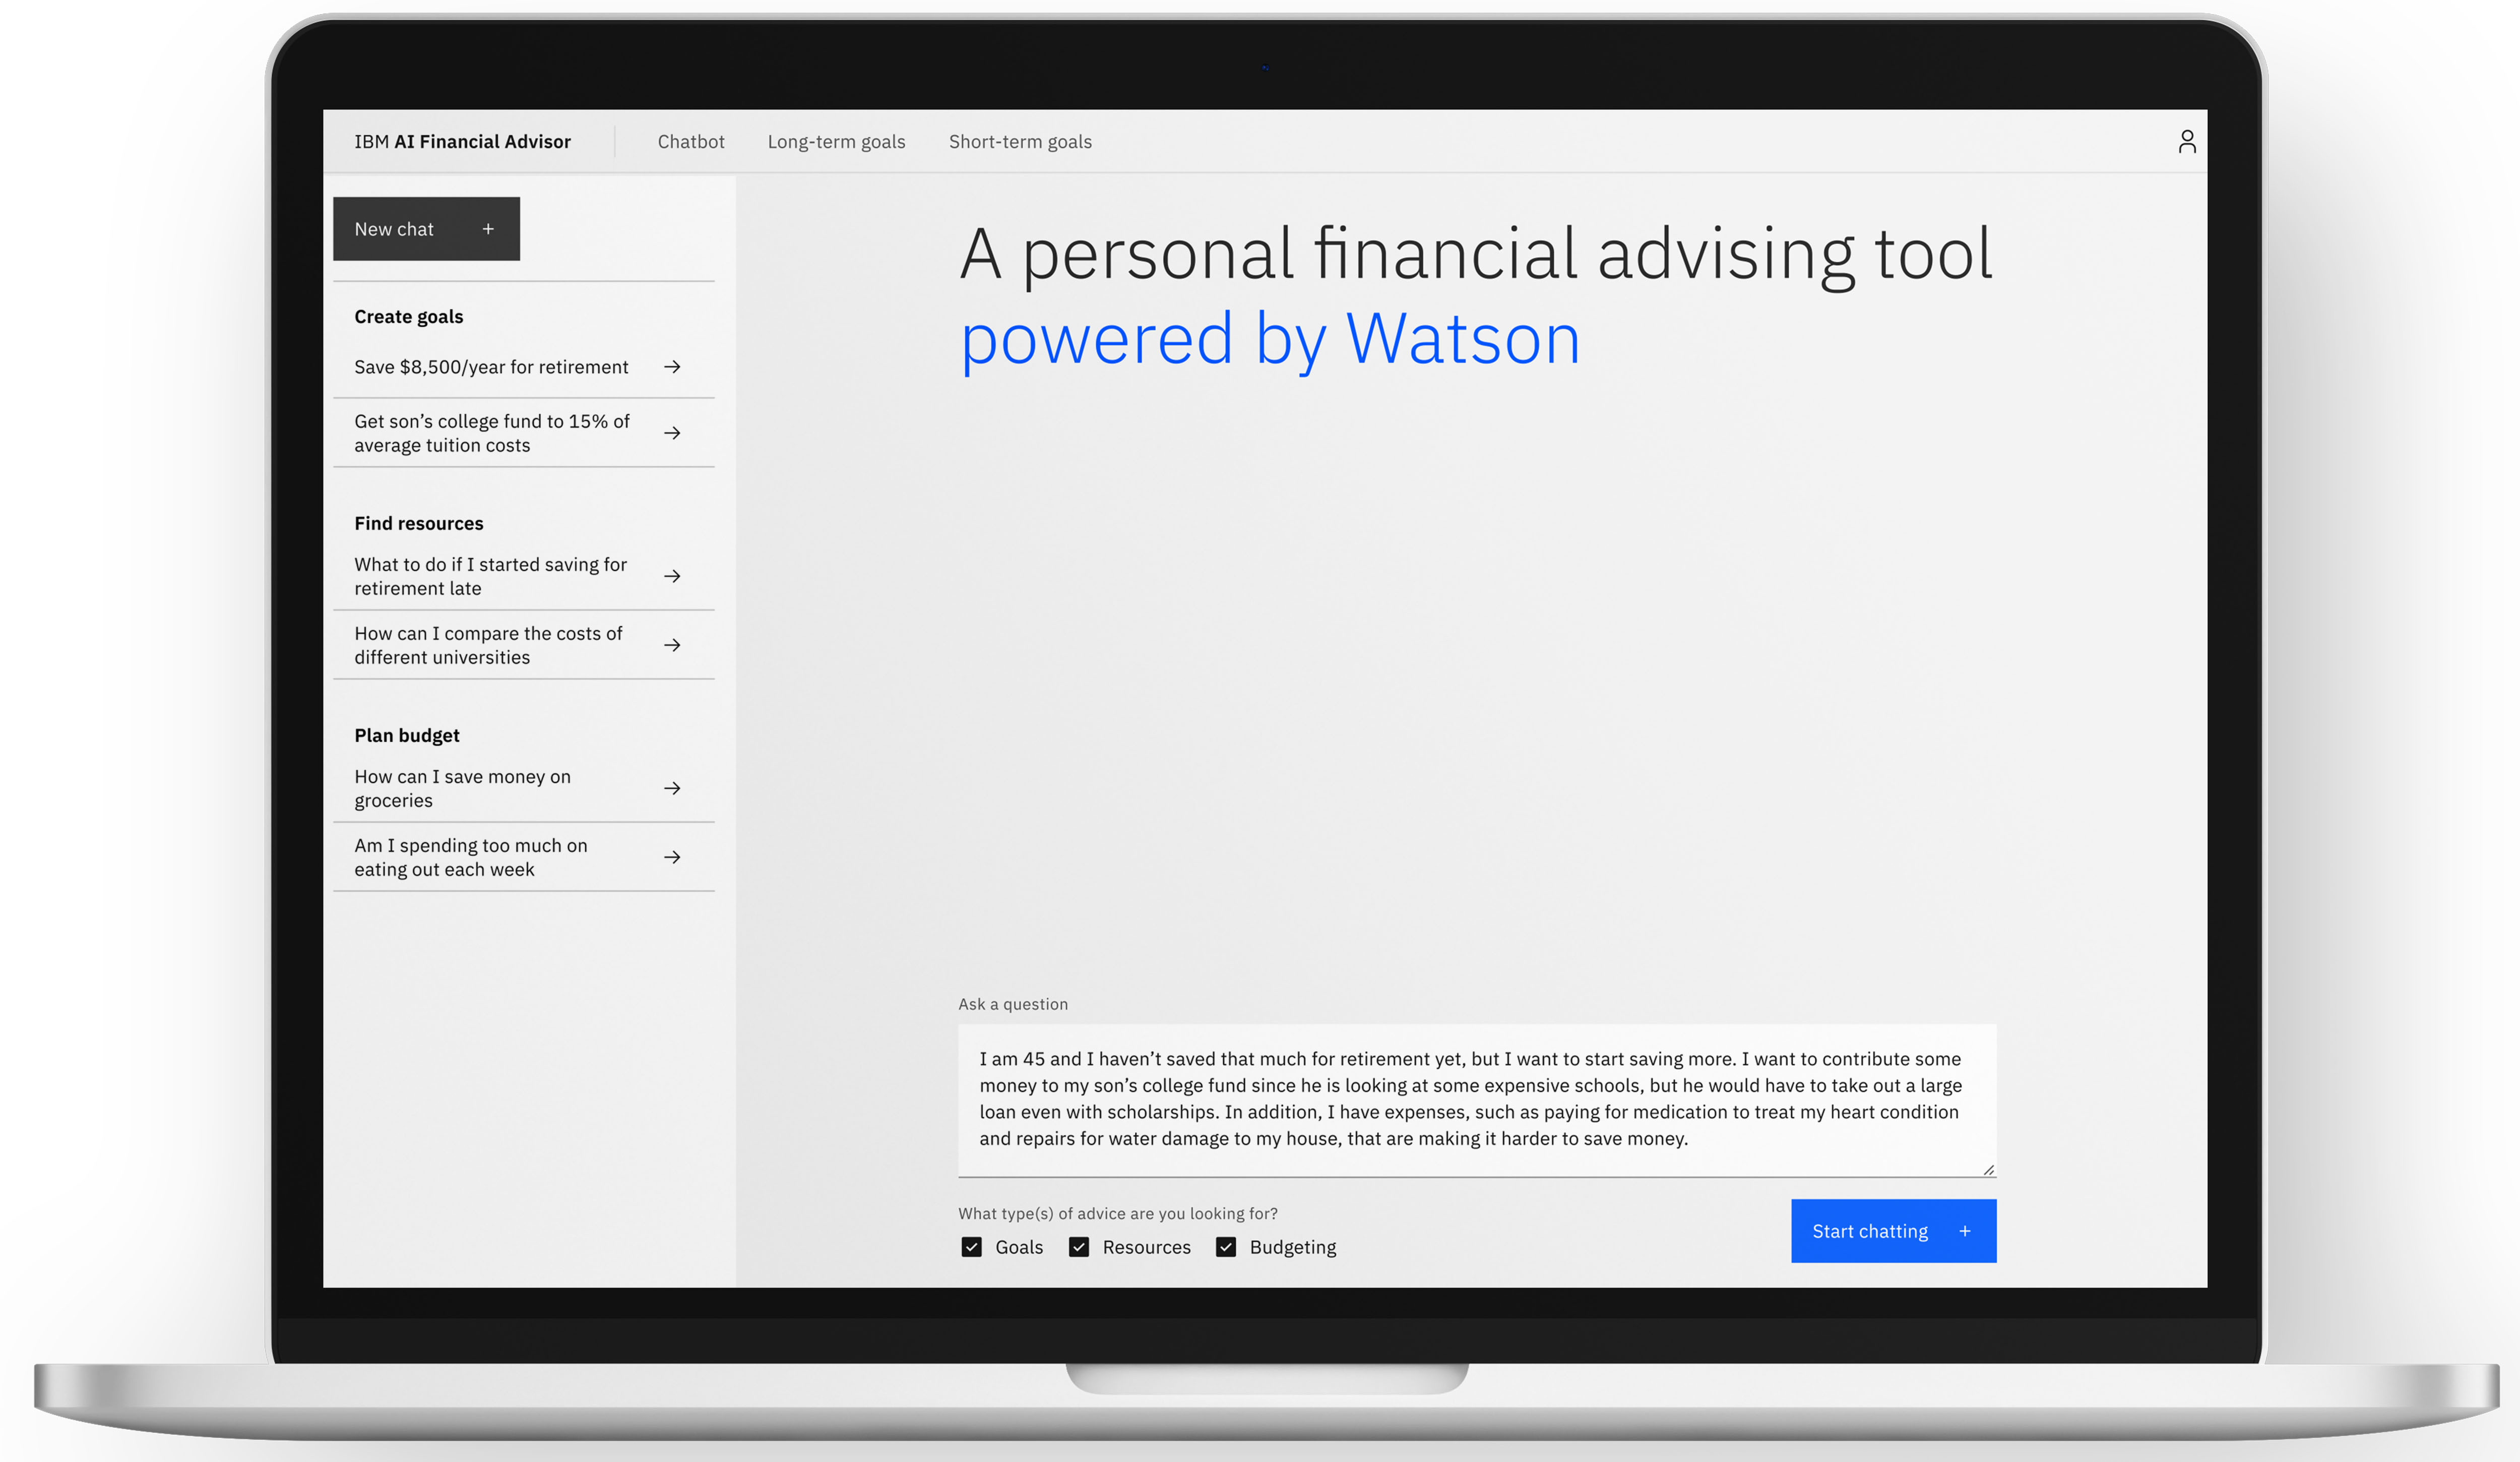 IBM AI Financial Advisor
Chatbot
Long-term goals
Short-term goals
New chat +
Create goals
Save $8,500/year for retirement
Get son’s college fund to 15% of
average tuition costs
Find resources
What to do if I started saving for
retirement late
How can I compare the costs of
different universities
Plan budget
How can I save money on
groceries
Am I spending too much on
eating out each week
A personal financial advising tool
powered by Watson
Ask a question
I am 45 and I haven’t saved that much for retirement yet, but I want to start saving more. I want to contribute some
money to my son’s college fund since he is looking at some expensive schools, but he would have to take out a large
loan even with scholarships. In addition, I have expenses, such as paying for medication to treat my heart condition
and repairs for water damage to my house, that are making it harder to save money.
What type(s) of advice are you looking for?
Goals
Resources
Budgeting
Start chatting +